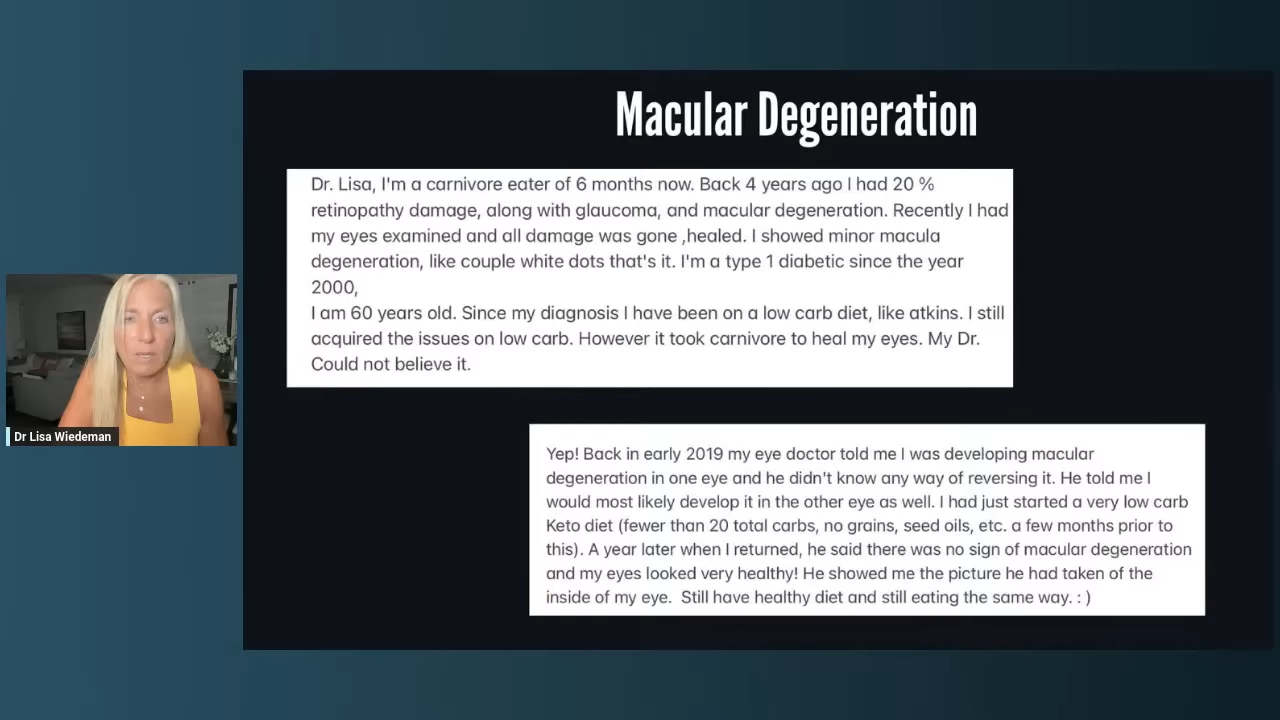 Macular Degeneration
Dr. Lisa, I'm a carnivore eater of 6 months now. Back 4 years ago I had 20 %
retinopathy damage, along with glaucoma, and macular degeneration. Recently I had
my eyes examined and all damage was gone ,healed. I showed minor macula
degeneration, like couple white dots that's it. I'm a type 1 diabetic since the year
2000,
I am 60 years old. Since my diagnosis I have been on a low carb diet, like atkins. I still
acquired the issues on low carb. However it took carnivore to heal my eyes. My Dr.
Could not believe it.
Dr Lisa Wiedeman
Yep! Back in early 2019 my eye doctor told me I was developing macular
degeneration in one eye and he didn't know any way of reversing it. He told me I
would most likely develop it in the other eye as well. I had just started a very low carb
Keto diet (fewer than 20 total carbs, no grains, seed oils, etc. a few months prior to
this). A year later when I returned, he said there was no sign of macular degeneration
and my eyes looked very healthy! He showed me the picture he had taken of the
inside of my eye. Still have healthy diet and still eating the same way. : )